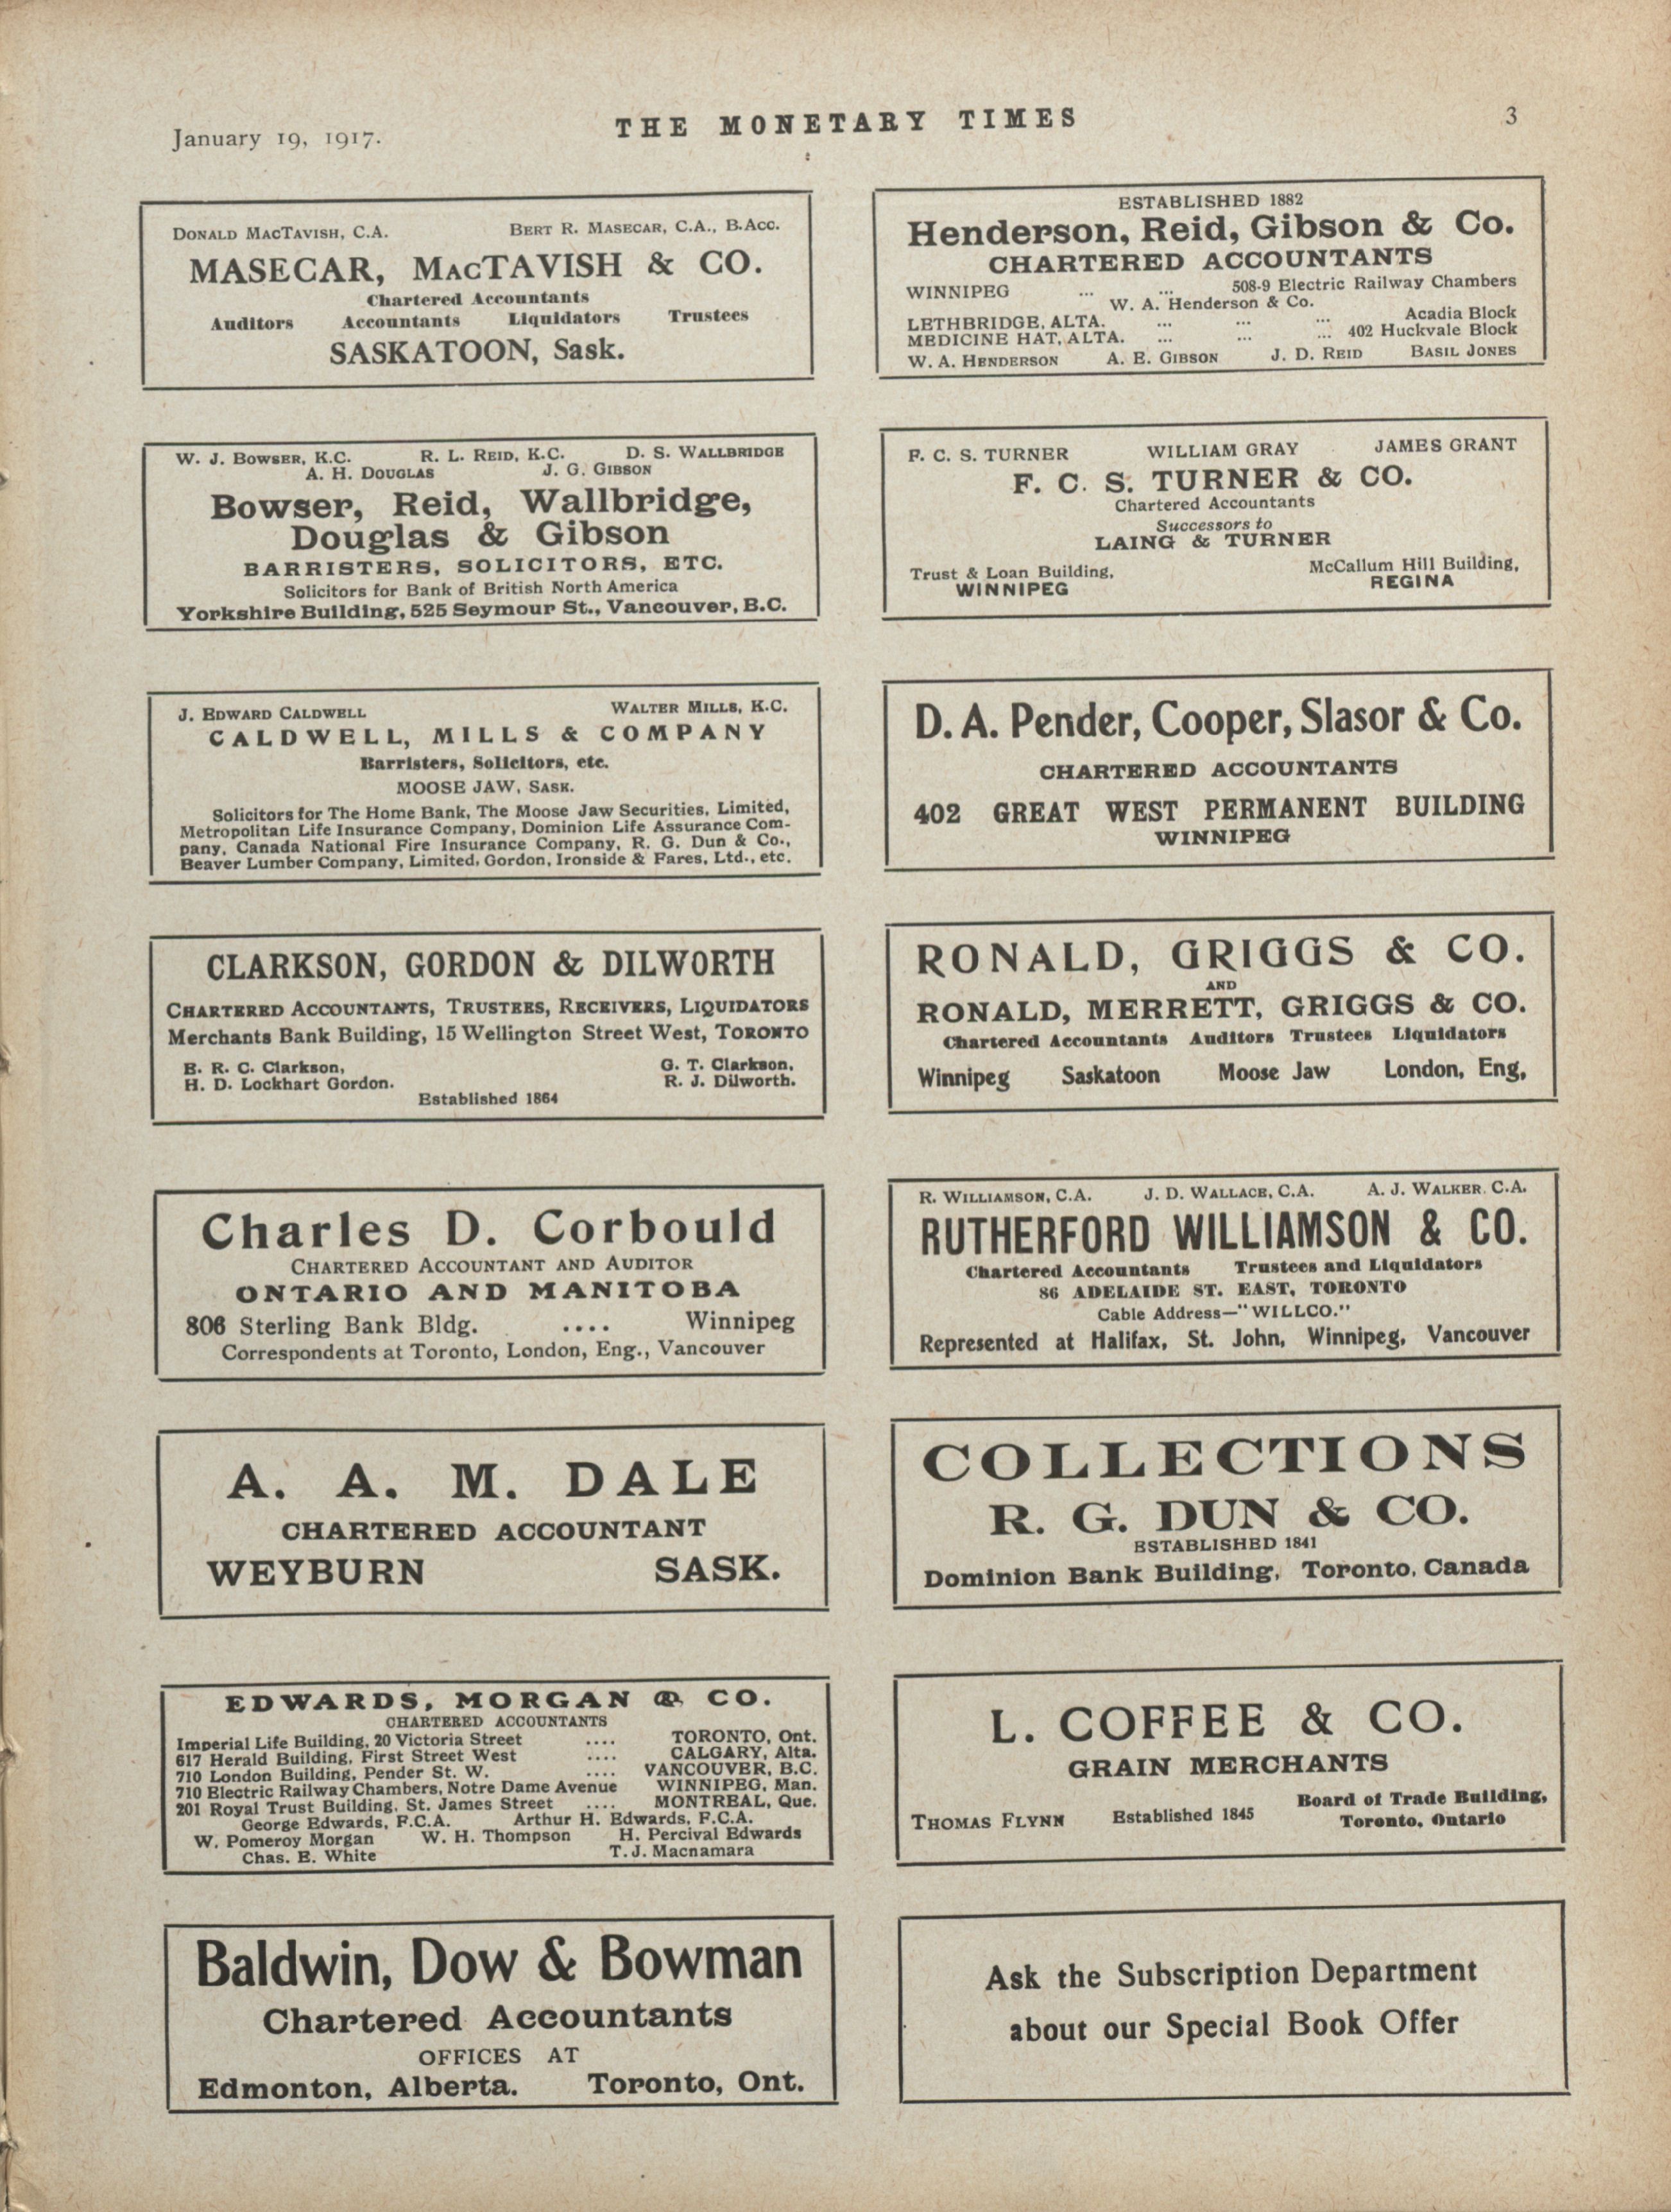 January 19, 1917.
THE MONETARY TIMES
3
DONALD MACTAVISH, C.A. BERT R. MASECAR, C.A., B.ACC.
MASECAR, MACTAVISH & CO.
Chartered Accountants
Auditors Accountants Liquidators Trustees
SASKATOON, Sask.
W. J. BOWSER, K.C. R. L. REID, K.C. D. S. WALLBRIDGE
A. H. DOUGLAS J. G. GIBSON
Bowser, Reid, Wallbridge,
Douglas & Gibson
BARRISTERS, SOLICITORS, ETC.
Solicitors for Bank of British North America
Yorkshire Building, 525 Seymour St., Vancouver, B.C.
J. EDWARD CALDWELL WALTER MILLS, K.C.
CALDWELL, MILLS & COMPANY
Barristers, Solicitors, etc.
MOOSE JAW, SASK.
Solicitors for The Home Bank, The Moose Jaw Securities, Limited,
Metropolitan Life Insurance Company, Dominion Life Assurance Com-
pany, Canada National Fire Insurance Company, R. G. Dun & Co.,
Beaver Lumber Company, Limited, Gordon, Ironside & Fares, Ltd., etc.
CLARKSON, GORDON & DILWORTH
CHARTERED ACCOUNTANTS, TRUSTEES, RECEIVERS, LIQUIDATORS
Merchants Bank Building, 15 Wellington Street West, TORONTO
E. R. C. Clarkson, G. T. Clarkson,
H. D. Lockhart Gordon. R. J. Dilworth.
Established 1864
Charles D. Corbould
CHARTERED ACCOUNTANT AND AUDITOR
ONTARIO AND MANITOBA
806 Sterling Bank Bldg. .... Winnipeg
Correspondents at Toronto, London, Eng., Vancouver
A. A. M. DALE
CHARTERED ACCOUNTANT
WEYBURN SASK.
EDWARDS, MORGAN & CO.
CHARTERED ACCOUNTANTS
Imperial Life Building, 20 Victoria Street .... TORONTO, Ont.
617 Herald Building, First Street West .... CALGARY, Alta.
710 London Building, Pender St. W. .... VANCOUVER, B.C.
710 Electric Railway Chambers, Notre Dame Avenue WINNIPEG, Man.
201 Royal Trust Building, St. James Street .... MONTREAL, Que.
George Edwards, F.C.A. Arthur H. Edwards, F.C.A.
W. Pomeroy Morgan W. H. Thompson H. Percival Edwards
Chas. E. White T. J. Macnamara
Baldwin, Dow & Bowman
Chartered Accountants
OFFICES AT
Edmonton, Alberta. Toronto, Ont.
ESTABLISHED 1882
Henderson, Reid, Gibson & Co.
CHARTERED ACCOUNTANTS
WINNIPEG ... ... 508-9 Electric Railway Chambers
W. A. Henderson & Co.
LETHBRIDGE, ALTA. ... ... ... Acadia Block
MEDICINE HAT, ALTA. ... ... ... 402 Huckvale Block
W. A. HENDERSON A. E. GIBSON J. D. REID BASIL JONES
F. C. S. TURNER WILLIAM GRAY JAMES GRANT
F. C. S. TURNER & CO.
Chartered Accountants
Successors to
LAING & TURNER
Trust & Loan Building, McCallum Hill Building,
WINNIPEG REGINA
D. A. Pender, Cooper, Slasor & Co.
CHARTERED ACCOUNTANTS
402 GREAT WEST PERMANENT BUILDING
WINNIPEG
RONALD, GRIGGS & CO.
AND
RONALD, MERRETT, GRIGGS & CO.
Chartered Accountants Auditors Trustees Liquidators
Winnipeg Saskatoon Moose Jaw London, Eng,
R. WILLIAMSON, C.A. J. D. WALLACE, C.A. A. J. WALKER, C.A.
RUTHERFORD WILLIAMSON & CO.
Chartered Accountants Trustees and Liquidators
86 ADELAIDE ST. EAST, TORONTO
Cable Address—"WILLCO."
Represented at Halifax, St. John, Winnipeg, Vancouver
COLLECTIONS
R. G. DUN & CO.
ESTABLISHED 1841
Dominion Bank Building, Toronto, Canada
L. COFFEE & CO.
GRAIN MERCHANTS
THOMAS FLYNN Established 1845 Board of Trade Building,
Toronto, Ontario
Ask the Subscription Department
about our Special Book Offer